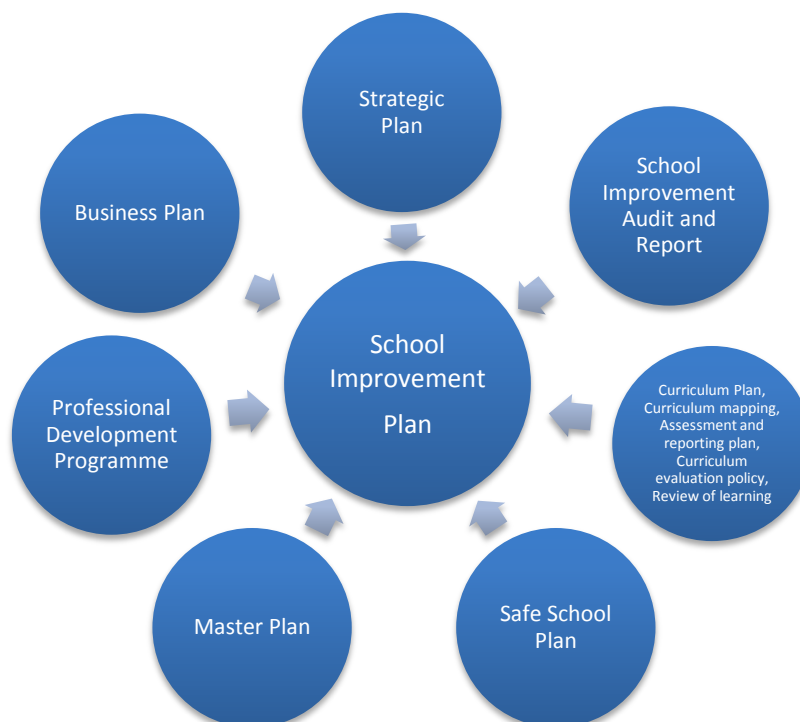 Strategic
Plan
School
Improvement
Audit and
Report
Business Plan
School
Improvement
Plan
Curriculum Plan,
Curriculum mapping,
Assessment and
reporting plan,
Curriculum
evaluation policy,
Review of learning
Professional
Development
Programme
Safe School
Plan
Master Plan